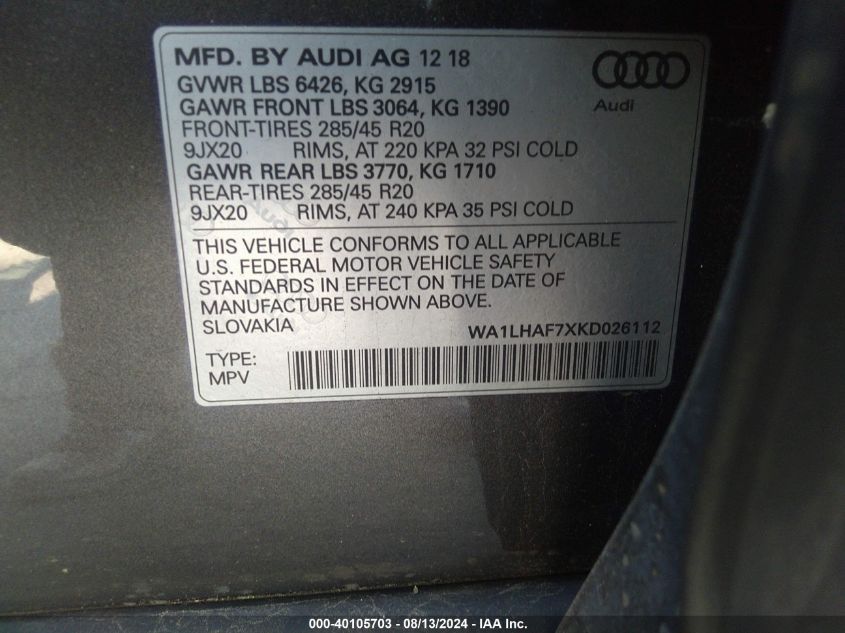 MFD. BY AUDI AG 12 18
GVWR LBS 6426, KG 2915
GAWR FRONT LBS 3064, KG 1390
FRONT-TIRES 285/45 R20
9JX20 RIMS, AT 220 KPA 32 PSI COLD
GAWR REAR LBS 3770, KG 1710
REAR-TIRES 285/45 R20
9JX20 RIMS, AT 240 KPA 35 PSI COLD
Audi
THIS VEHICLE CONFORMS TO ALL APPLICABLE
U.S. FEDERAL MOTOR VEHICLE SAFETY
STANDARDS IN EFFECT ON THE DATE OF
MANUFACTURE SHOWN ABOVE.
SLOVAKIA WA1LHAF7XKD026112
TYPE:
MPV
000-40105703 - 08/13/2024 - IAA Inc.